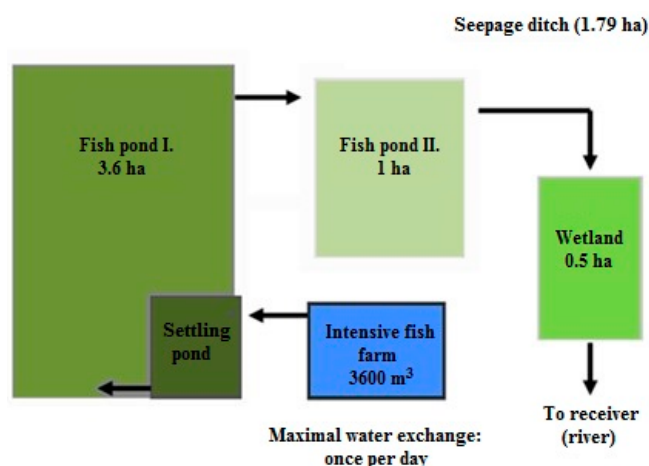 Seepage ditch (1.79 ha)
Fish pond I.
3.6 ha
Fish pond II.
1 ha
Wetland
0.5 ha
Settling
pond
Intensive fish
farm
3600 m³
To receiver
(river)
Maximal water exchange:
once per day